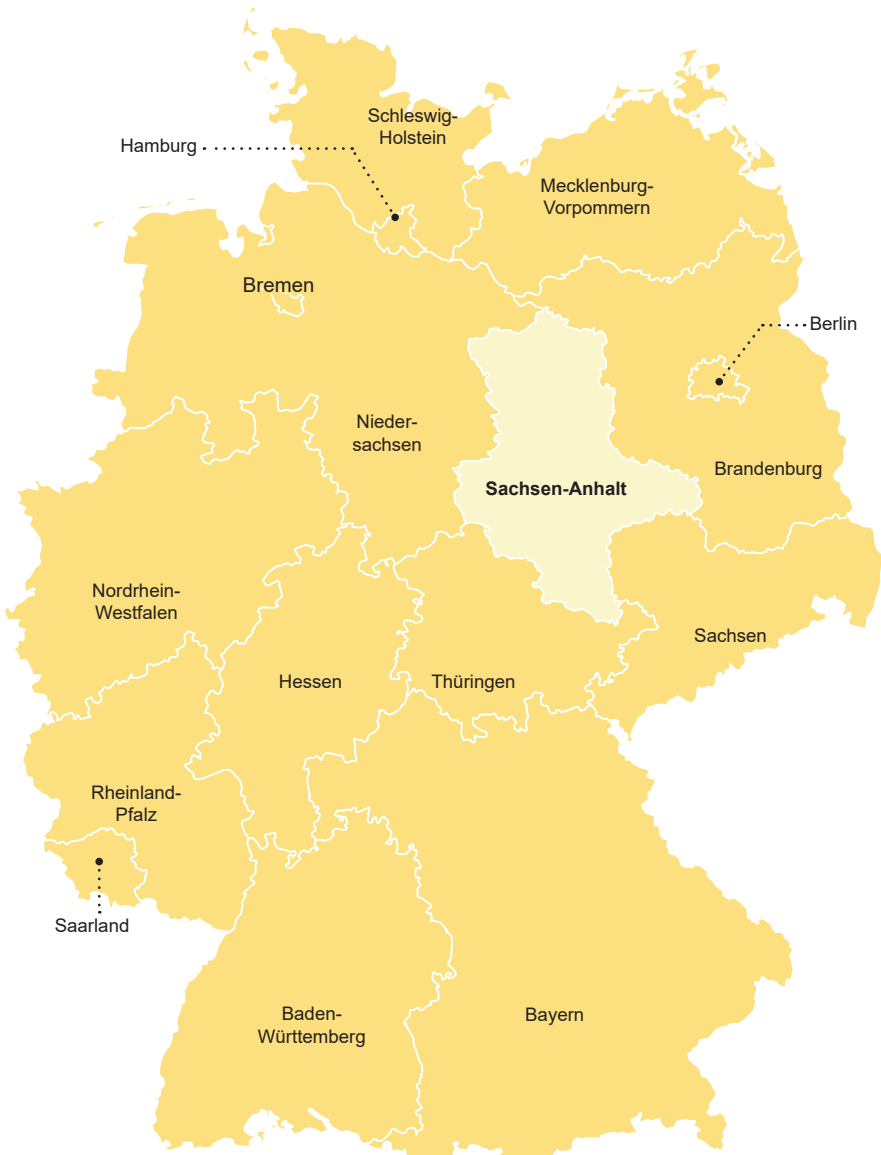 Schleswig-
Holstein
Hamburg
Mecklenburg-
Vorpommern
Bremen
Berlin
Nieder-
sachsen
Brandenburg
Sachsen-Anhalt
Nordrhein-
Westfalen
Sachsen
Hessen
Thüringen
Rheinland-
Pfalz
Saarland
Baden-
Württemberg
Bayern